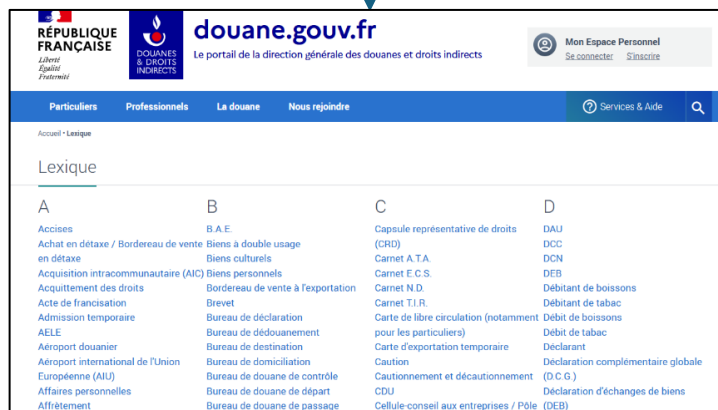 RÉPUBLIQUE
FRANÇAISE
Liberté
Égalité
Fraternité
DOUANES
& DROITS
INDIRECTS
douane.gouv.fr
Le portail de la direction générale des douanes et droits indirects
Mon Espace Personnel
Se connecter S'inscrire
Particuliers Professionnels La douane Nous rejoindre
Services & Aide
Accueil • Lexique
Lexique
A
Accises
Achat en détaxe / Bordereau de vente
en détaxe
Acquisition intracommunautaire (AIC)
Acquittement des droits
Acte de francisation
Admission temporaire
AELE
Aéroport douanier
Aéroport international de l'Union
Européenne (AIU)
Affaires personnelles
Affrètement
B
B.A.E.
Biens à double usage
Biens culturels
Biens personnels
Bordereau de vente à l'exportation
Brevet
Bureau de déclaration
Bureau de dédouanement
Bureau de destination
Bureau de domiciliation
Bureau de douane de contrôle
Bureau de douane de départ
Bureau de douane de passage
C
Capsule représentative de droits
(CRD)
Carnet A.T.A.
Carnet E.C.S.
Carnet N.D.
Carnet T.I.R.
Carte de libre circulation (notamment
pour les particuliers)
Carte d'exportation temporaire
Caution
Cautionnement et décautionnement
CDU
Cellule-conseil aux entreprises / Pôle
D
DAU
DCC
DCN
DEB
Débitant de boissons
Débitant de tabac
Débit de boissons
Débit de tabac
Déclarant
Déclaration complémentaire globale
(D.C.G.)
Déclaration d'échanges de biens
(DEB)